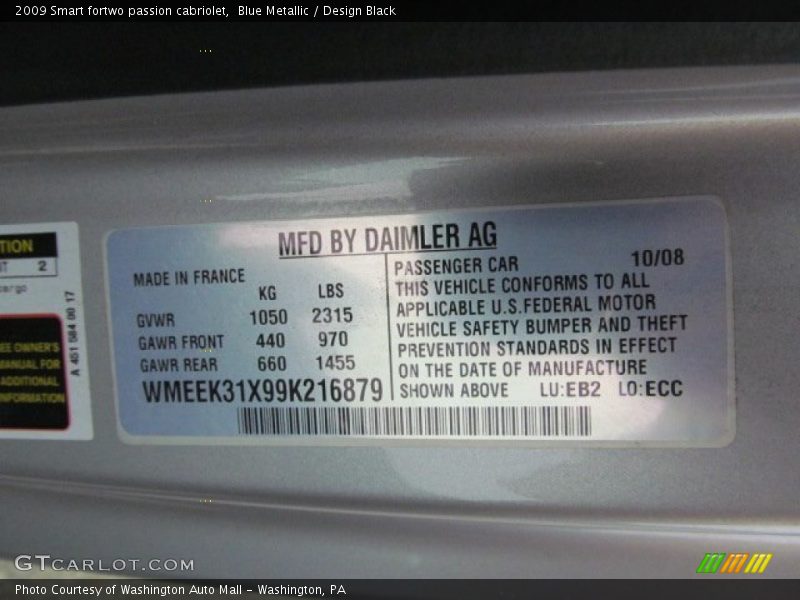 2009 Smart fortwo passion cabriolet,  Blue Metallic / Design Black
TION
2
cargo
EE OWNER'S
MANUAL FOR
ADDITIONAL
INFORMATION
A 451 584 00 17
MFD BY DAIMLER AG
MADE IN FRANCE
KG LBS
GVWR 1050 2315
GAWR FRONT 440 970
GAWR REAR 660 1455
WMEEK31X99K216879
PASSENGER CAR 10/08
THIS VEHICLE CONFORMS TO ALL
APPLICABLE U.S.FEDERAL MOTOR
VEHICLE SAFETY BUMPER AND THEFT
PREVENTION STANDARDS IN EFFECT
ON THE DATE OF MANUFACTURE
SHOWN ABOVE LU:EB2 LO:ECC
GTCARLOT.COM
Photo Courtesy of Washington Auto Mall - Washington, PA